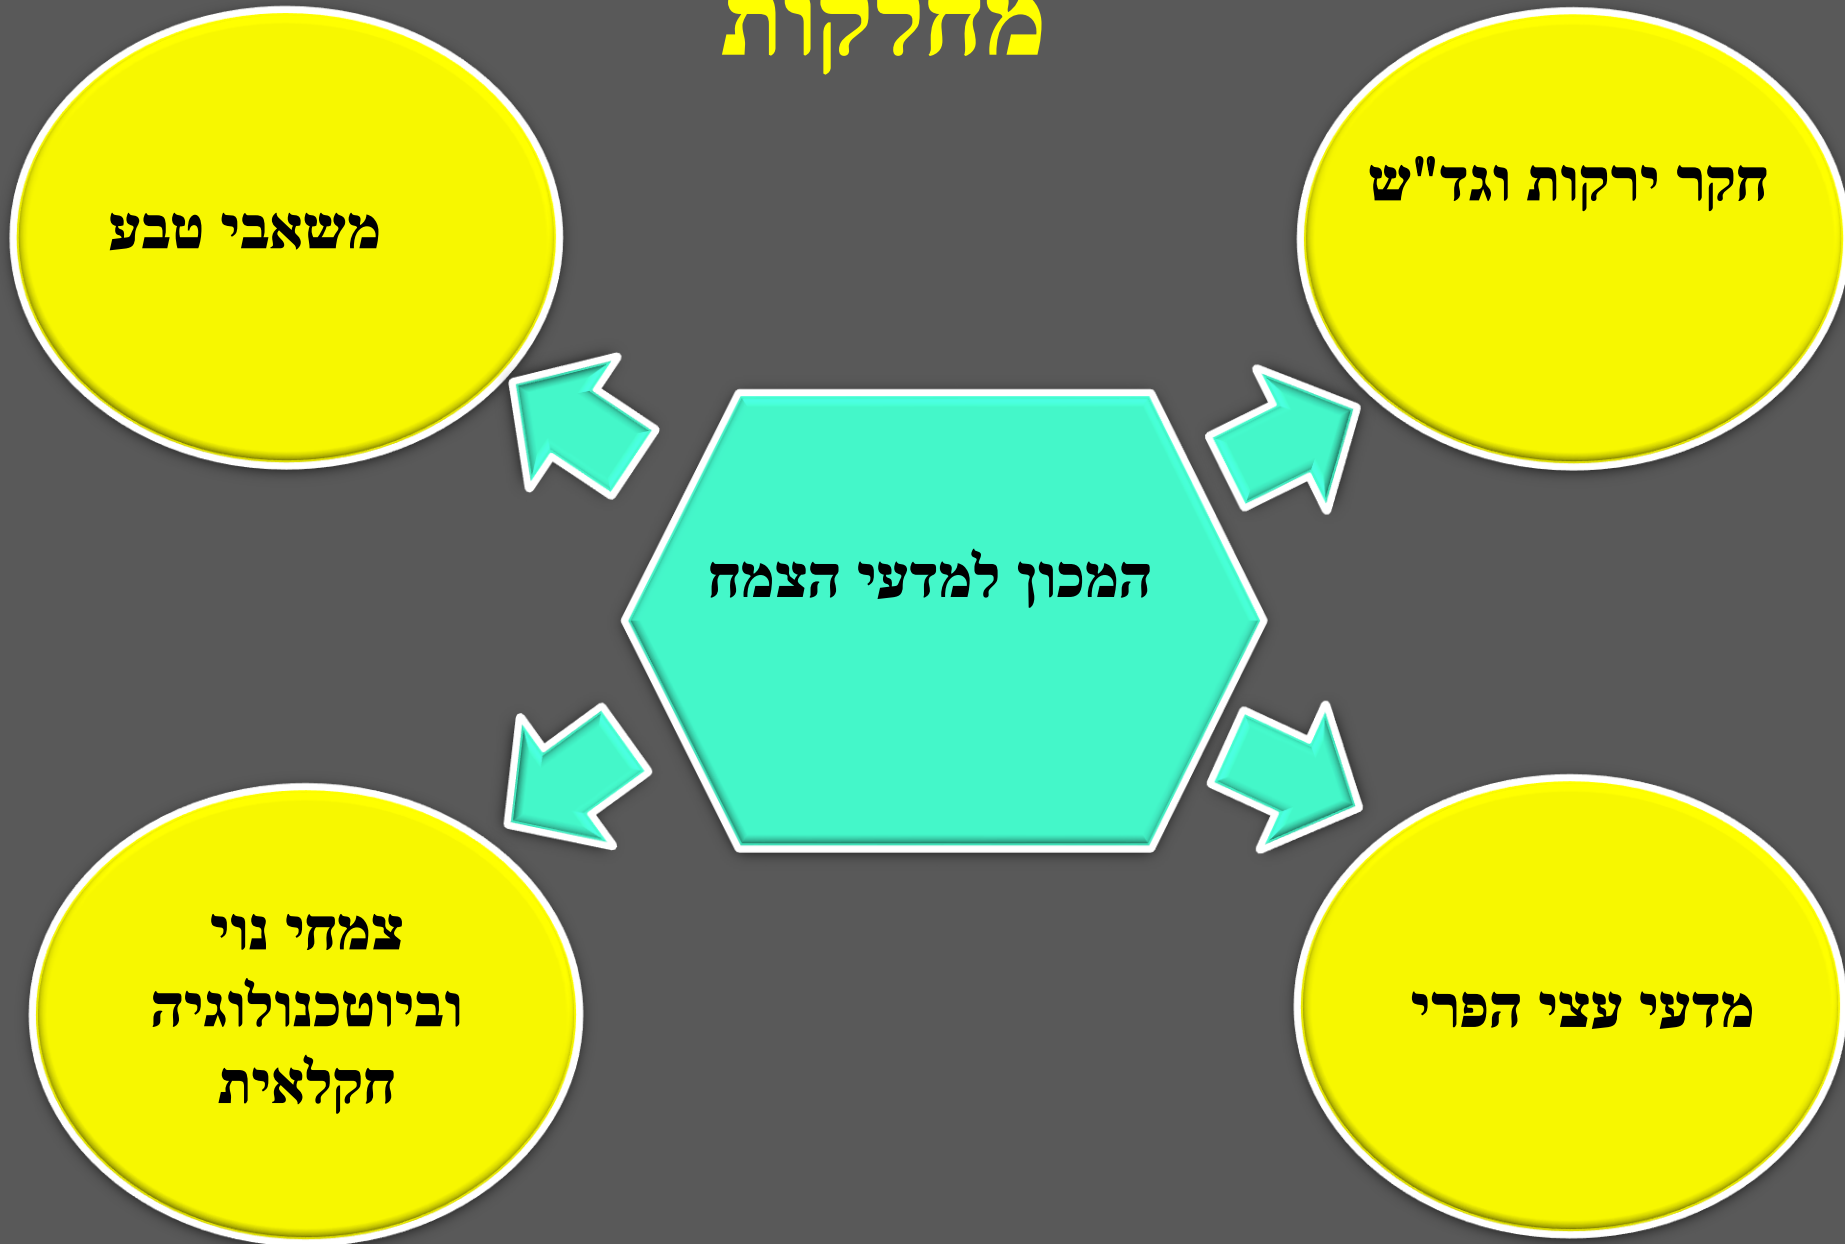 מחלקות
חקר ירקות וגד"ש
משאבי טבע
המכון למדעי הצמח
מדעי עצי הפרי
צמחי נוי
וביוטכנולוגיה
חקלאית